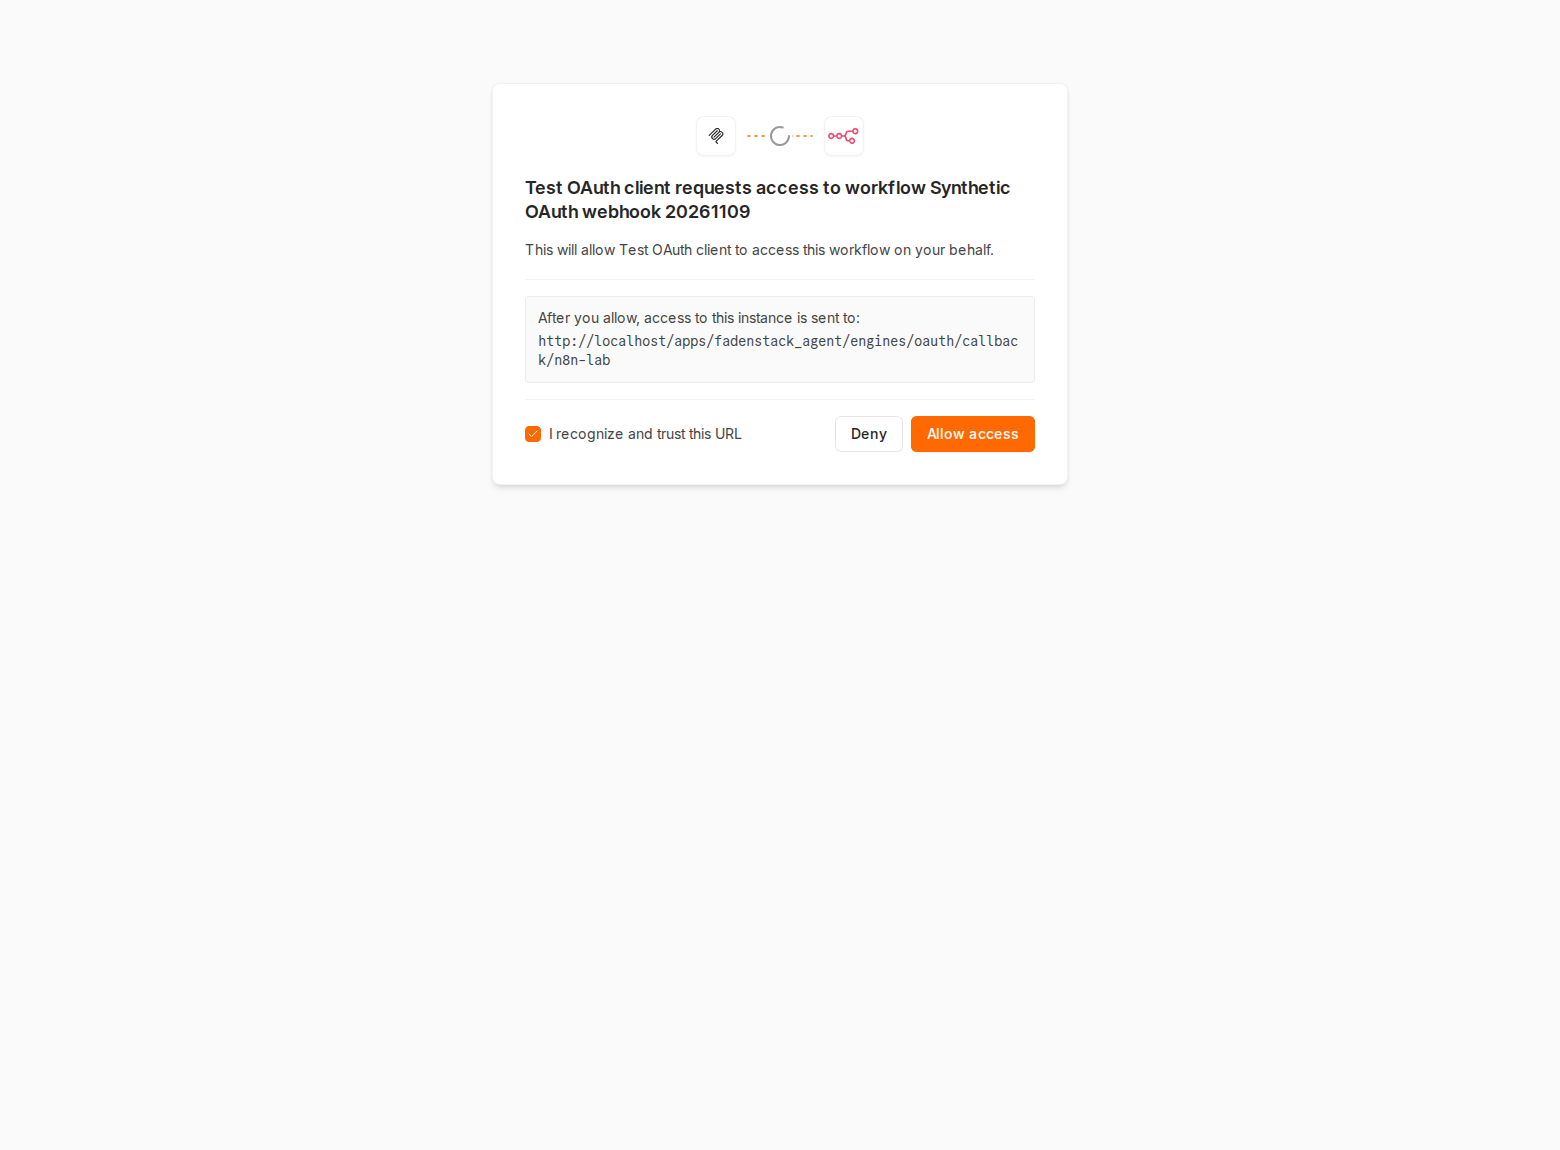 Test OAuth client requests access to workflow Synthetic
OAuth webhook 20261109
This will allow Test OAuth client to access this workflow on your behalf.
After you allow, access to this instance is sent to:
http://localhost/apps/fadenstack_agent/engines/oauth/callbac
k/n8n-lab
I recognize and trust this URL
Deny
Allow access